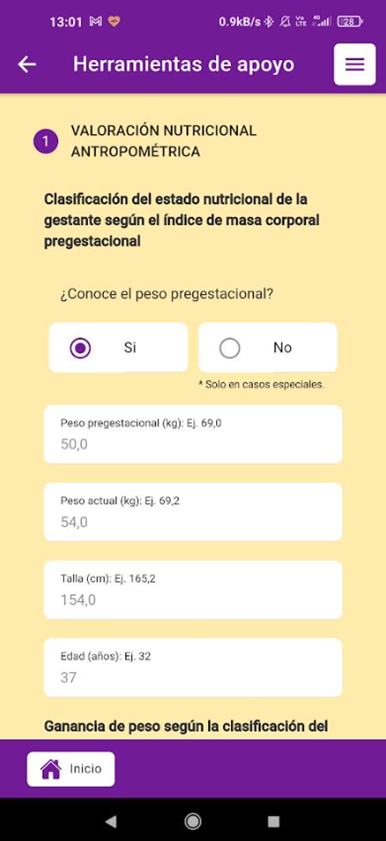 13:01
0.9kB/s
Vo LTE
4G
28
Herramientas de apoyo
1
VALORACIÓN NUTRICIONAL
ANTROPOMÉTRICA
Clasificación del estado nutricional de la
gestante según el índice de masa corporal
pregestacional
¿Conoce el peso pregestacional?
Si
No
* Solo en casos especiales.
Peso pregestacional (kg): Ej. 69,0
50,0
Peso actual (kg): Ej. 69,2
54,0
Talla (cm): Ej. 165,2
154,0
Edad (años): Ej. 32
37
Ganancia de peso según la clasificación del
Inicio